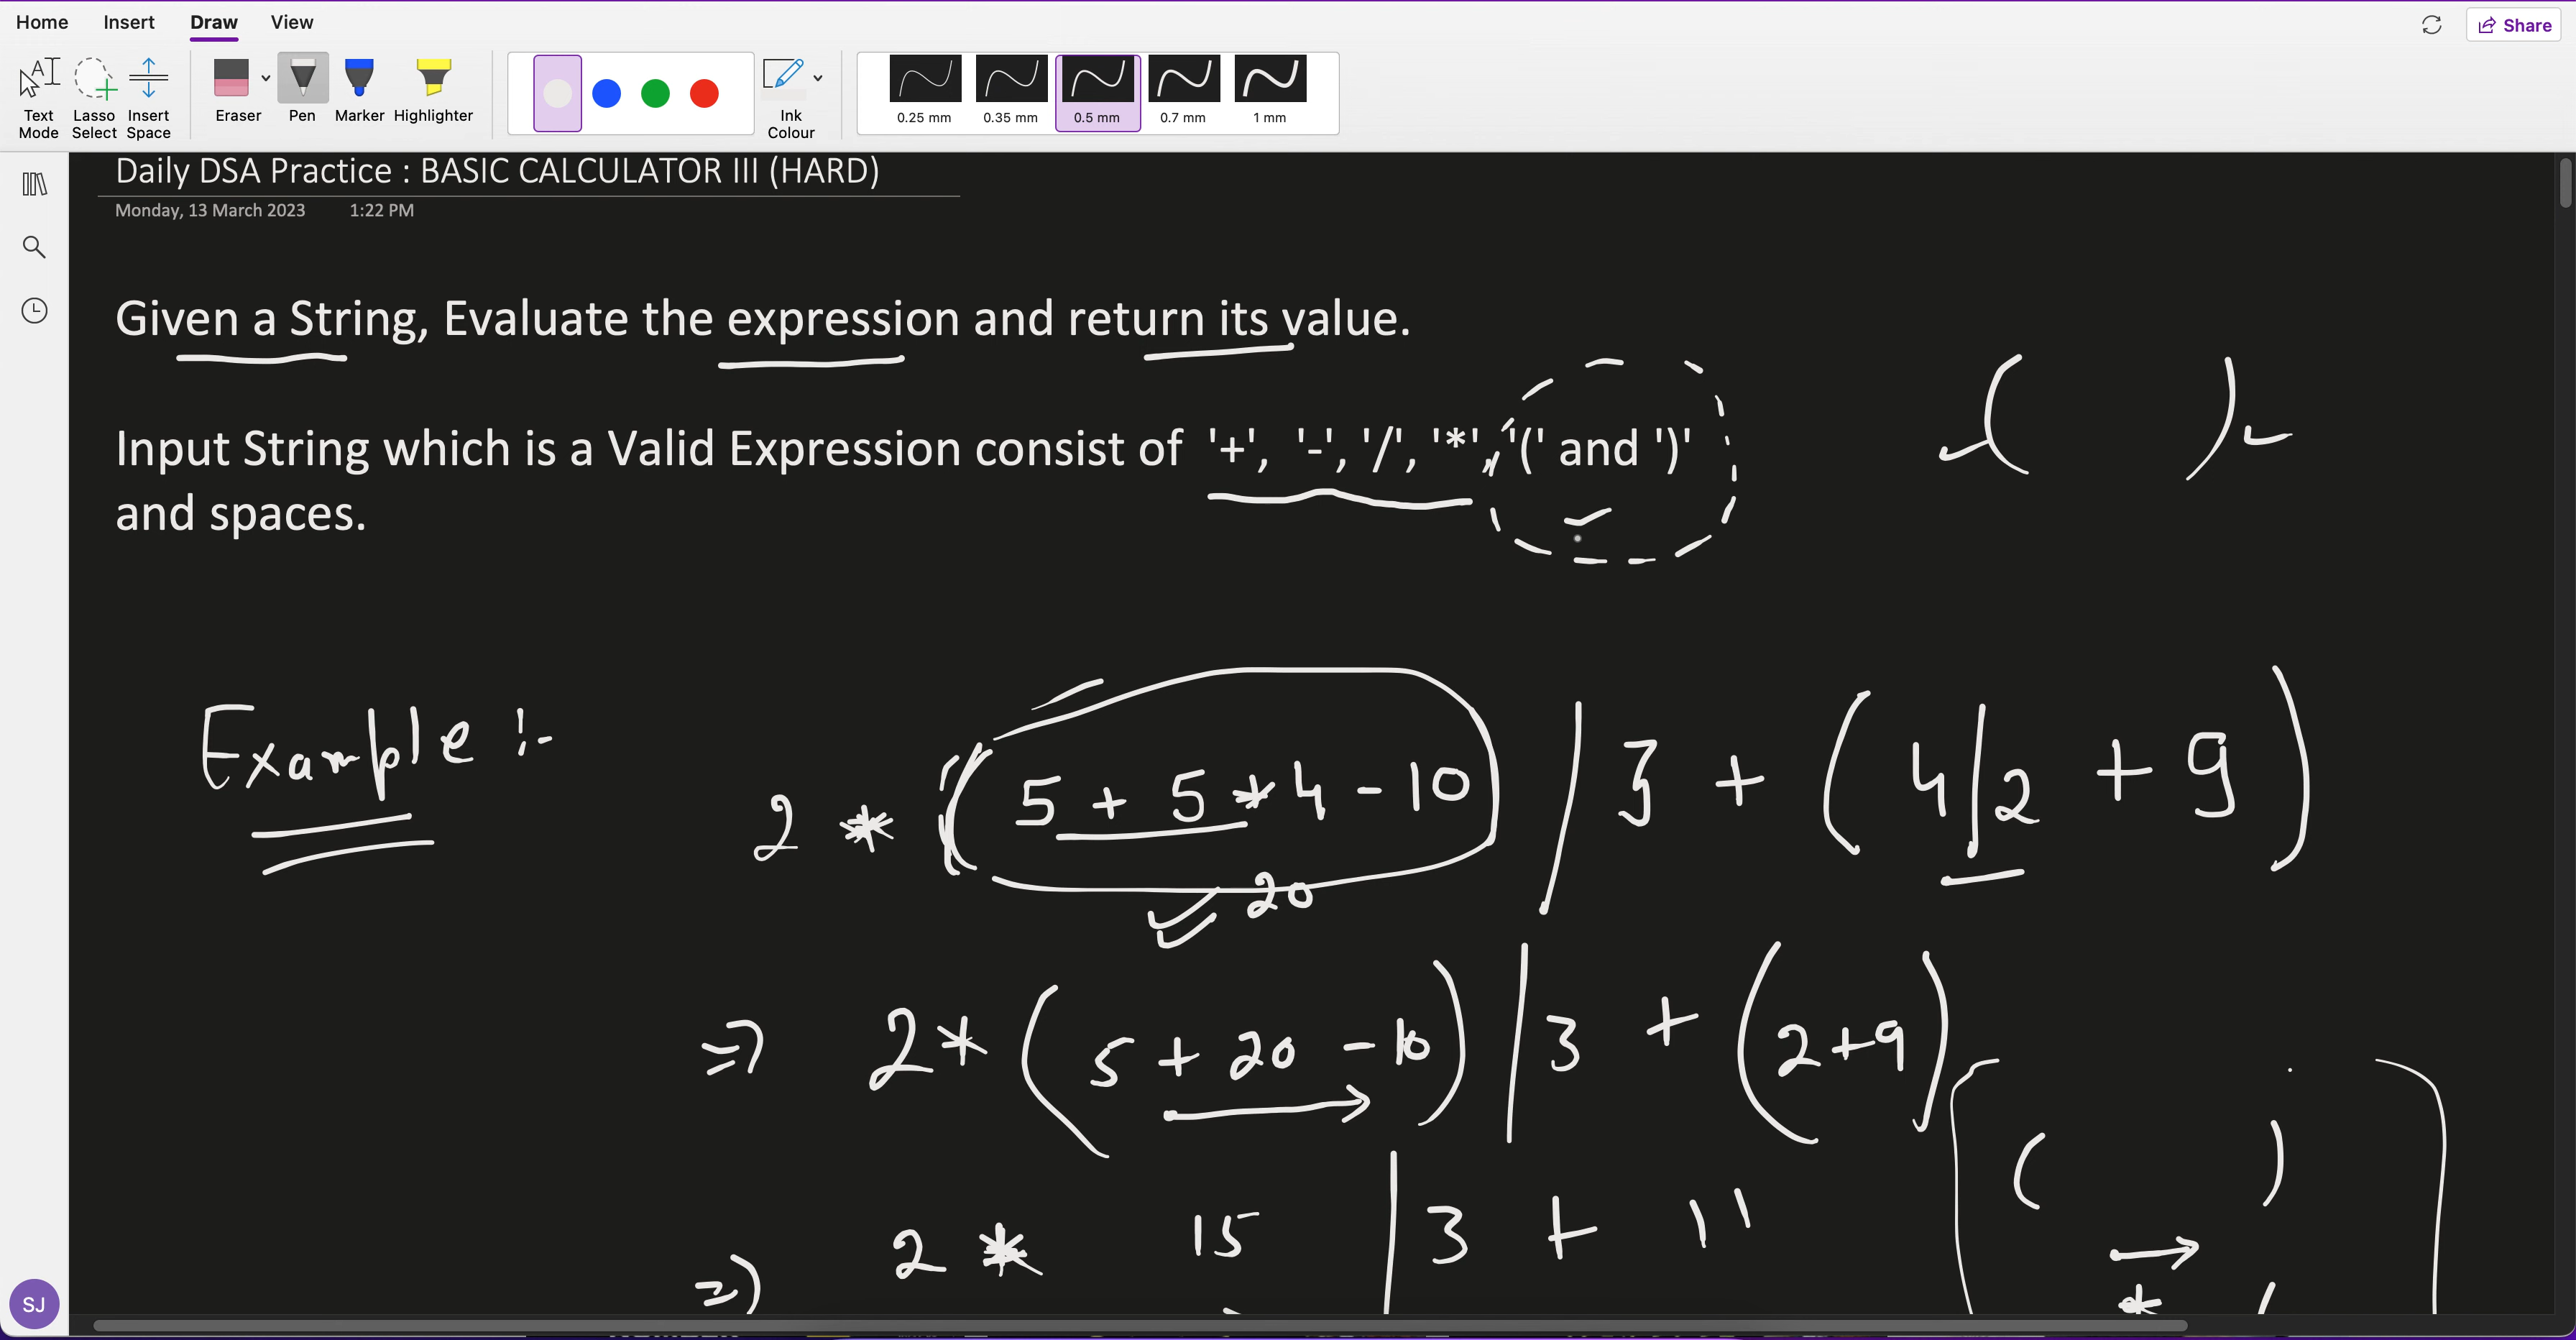 Home Insert Draw View
Share
Text Mode
Lasso Select
Insert Space
Eraser
Pen
Marker
Highlighter
Ink Colour
0.25 mm
0.35 mm
0.5 mm
0.7 mm
1 mm
Daily DSA Practice : BASIC CALCULATOR III (HARD)
Monday, 13 March 2023 1:22 PM
Given a String, Evaluate the expression and return its value.
( )
Input String which is a Valid Expression consist of '+', '-', '/', '*', '(' and ')'
and spaces.
Example :-
2 * ( 5 + 5 * 4 - 10 ) / 3 + ( 4/2 + 9 )
20
=> 2 * ( 5 + 20 - 10 ) / 3 + ( 2+9 )
( )
=> 2 * 15 / 3 + 11
→
* /
SJ